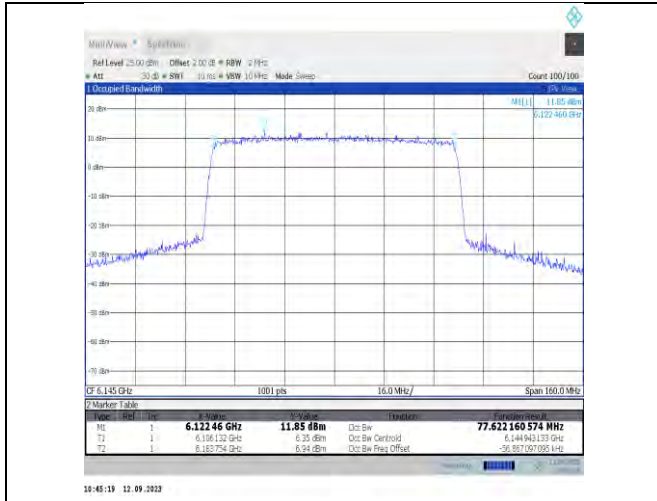 MultiView Spectrum
Ref Level 25.00 dBm Offset 2.00 dB RBW 2 MHz
Att 30 dB SWT 10 ms VBW 10 MHz Mode Sweep Count 100/100
1 Occupied Bandwidth 1Pk View
M1[1] 11.85 dBm
6.122 460 GHz
20 dBm
10 dBm
0 dBm
-10 dBm
-20 dBm
-30 dBm
-40 dBm
-50 dBm
-60 dBm
-70 dBm
CF 6.145 GHz 1001 pts 16.0 MHz/ Span 160.0 MHz
2 Marker Table
Type Ref Trc X-Value Y-Value Function Function Result
M1 1 6.122 46 GHz 11.85 dBm Occ Bw 77.622 160 574 MHz
T1 1 6.106 132 GHz 6.35 dBm Occ Bw Centroid 6.144 943 133 GHz
T2 1 6.183 754 GHz 6.94 dBm Occ Bw Freq Offset -56.867 097 095 kHz
10:45:19 12.09.2023